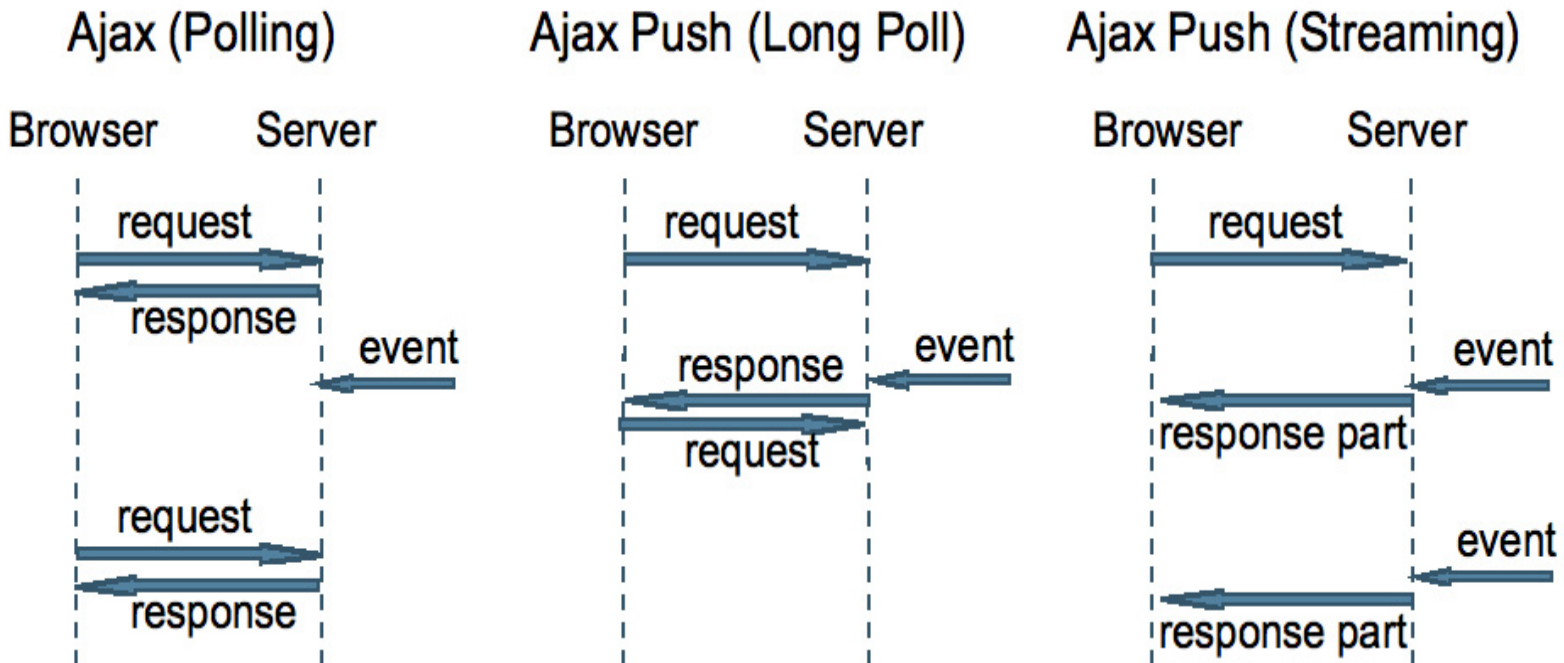 Ajax (Polling)
Browser Server
request
response
event
request
response
Ajax Push (Long Poll)
Browser Server
request
event
response
request
Ajax Push (Streaming)
Browser Server
request
event
response part
event
response part